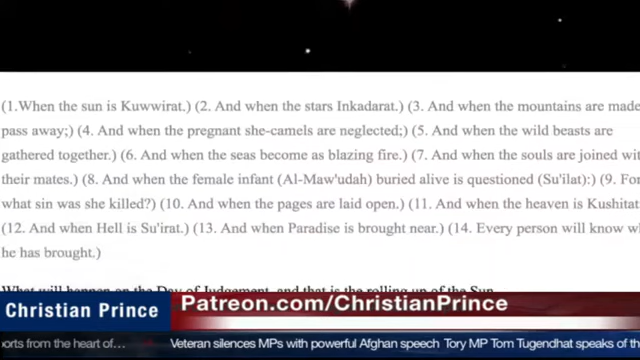 (1.When the sun is Kuwwirat.) (2. And when the stars Inkadarat.) (3. And when the mountains are made
pass away;) (4. And when the pregnant she-camels are neglected;) (5. And when the wild beasts are
gathered together.) (6. And when the seas become as blazing fire.) (7. And when the souls are joined
their mates.) (8. And when the female infant (Al-Maw'udah) buried alive is questioned (Su'ilat):) (9. For
what sin was she killed?) (10. And when the pages are laid open.) (11. And when the heaven is Kushitat
(12. And when Hell is Su'irat.) (13. And when Paradise is brought near.) (14. Every person will know
he has brought.)
What will happen on the Day of Judgement, and that is the rolling up of the Sun
Christian Prince
Patreon.com/ChristianPrince
orts from the heart of... Veteran silences MPs with powerful Afghan speech Tory MP Tom Tugendhat speaks of